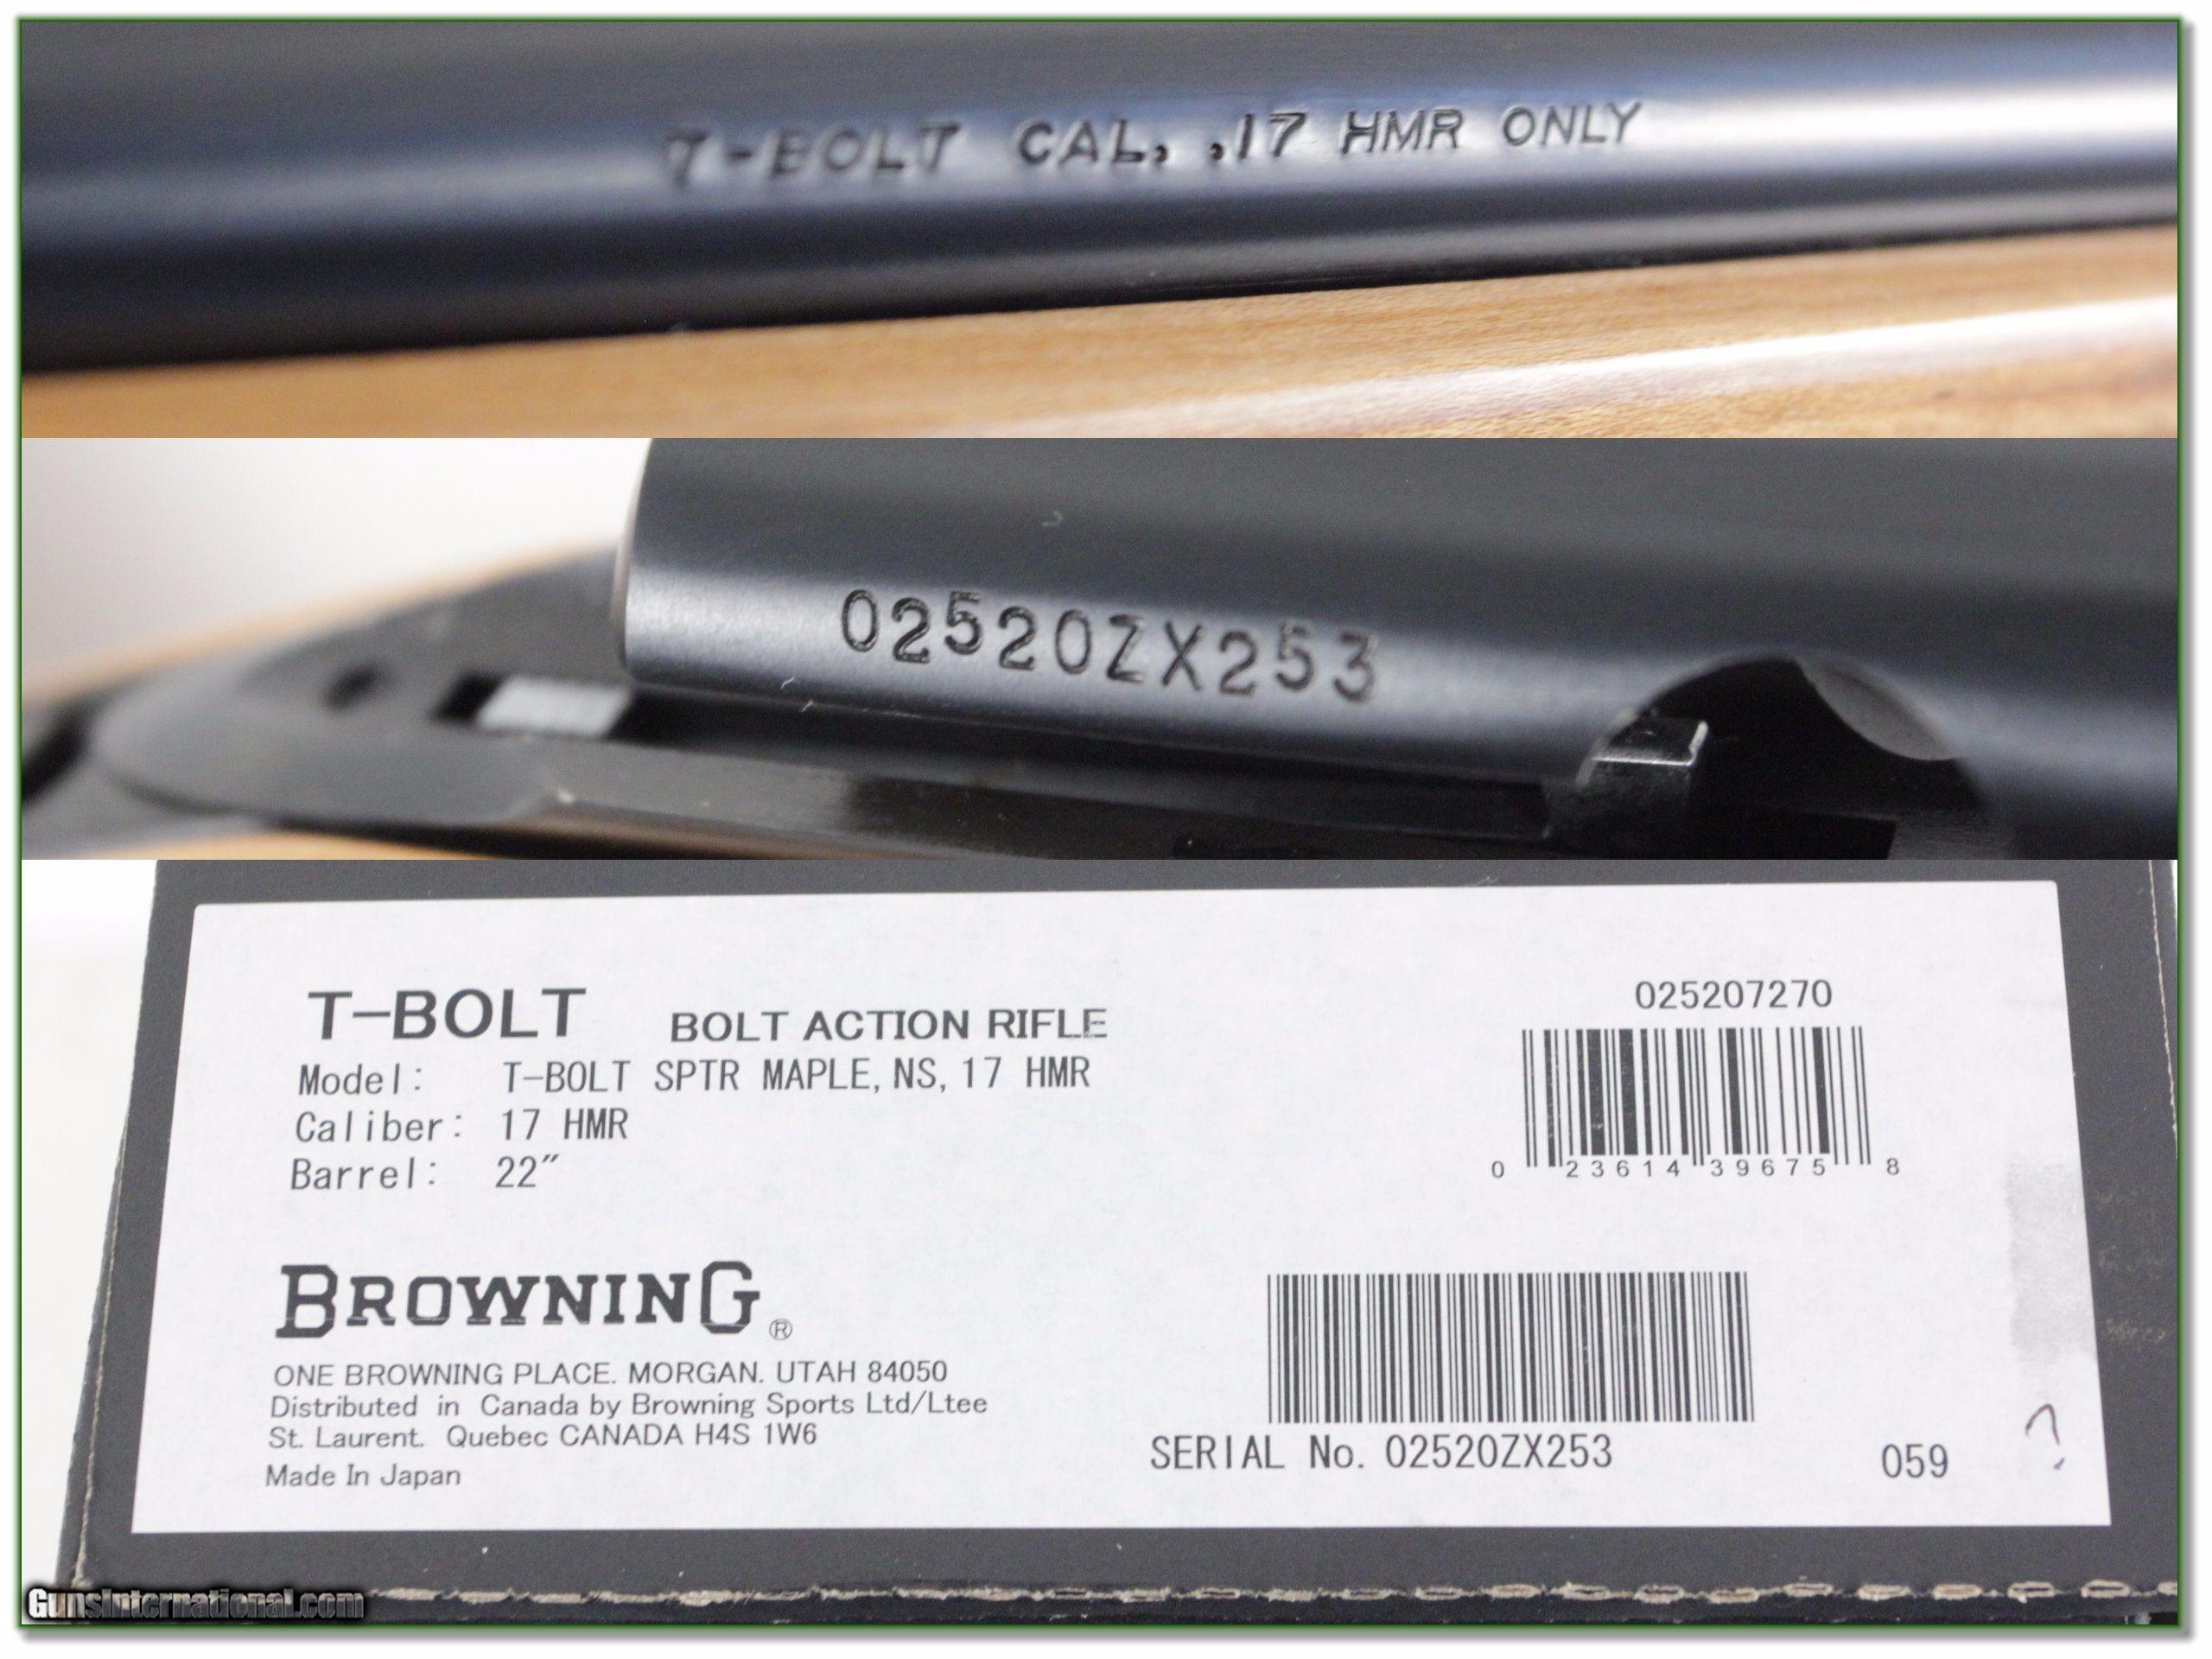 T-BOLT CAL. .17 HMR ONLY
02520ZX253
T-BOLT BOLT ACTION RIFLE
Model: T-BOLT SPTR MAPLE, NS, 17 HMR
Caliber: 17 HMR
Barrel: 22"
025207270
0 23614 39675 8
BROWNING®
ONE BROWNING PLACE. MORGAN. UTAH 84050
Distributed in Canada by Browning Sports Ltd/Ltee
St. Laurent. Quebec CANADA H4S 1W6
Made In Japan
SERIAL No. 02520ZX253
059
?
GunsInternational.com